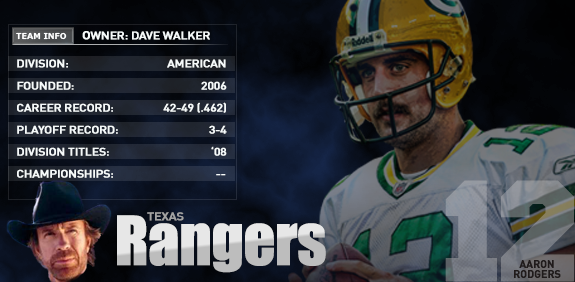 TEAM INFO OWNER: DAVE WALKER
DIVISION: AMERICAN
FOUNDED: 2006
CAREER RECORD: 42-49 (.462)
PLAYOFF RECORD: 3-4
DIVISION TITLES: '08
CHAMPIONSHIPS: --
TEXAS
Rangers
Riddell
12
12
AARON
RODGERS